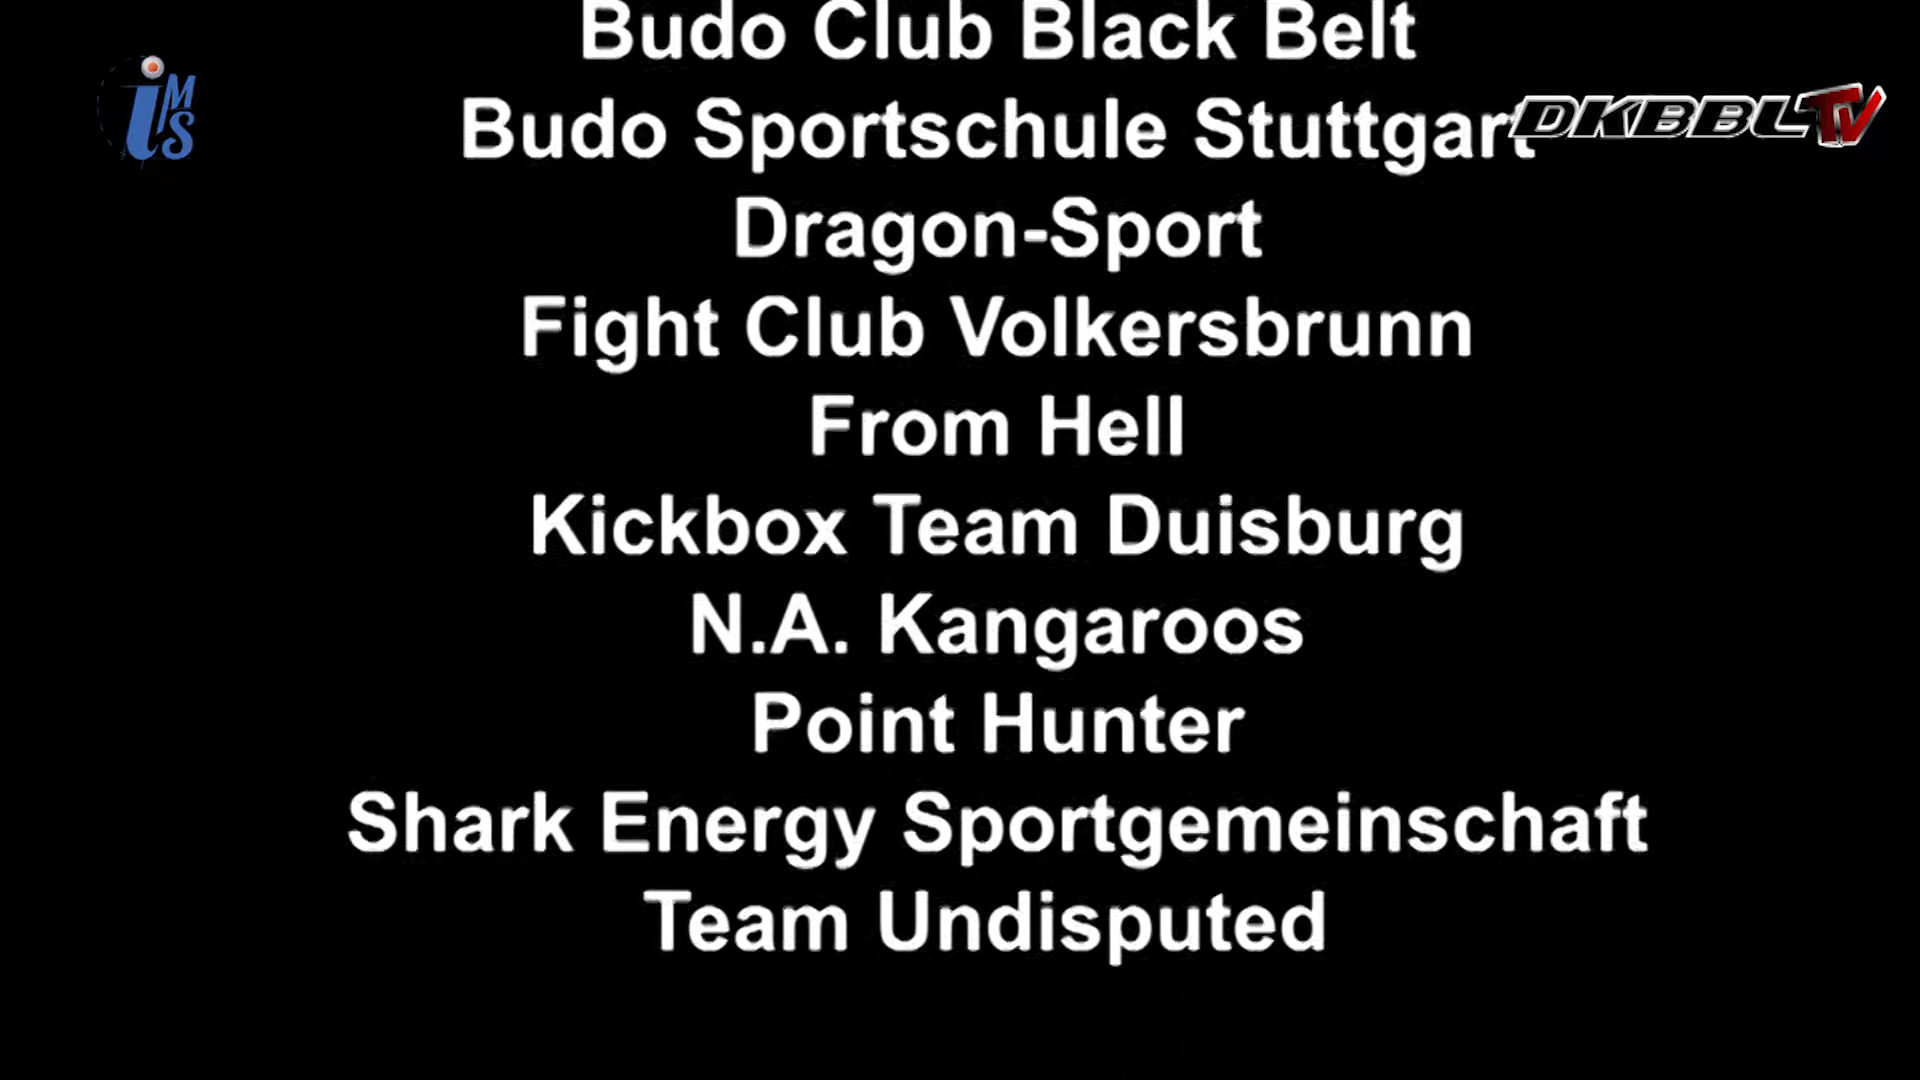 Budo Club Black Belt
iMS
Budo Sportschule Stuttgart
DKBBL TV
Dragon-Sport
Fight Club Volkersbrunn
From Hell
Kickbox Team Duisburg
N.A. Kangaroos
Point Hunter
Shark Energy Sportgemeinschaft
Team Undisputed